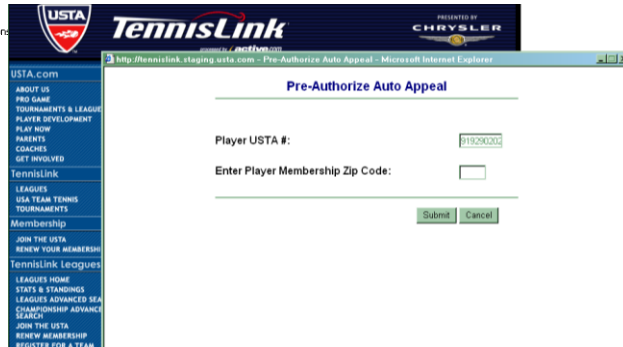 USTA
TennisLink
PRESENTED BY
CHRYSLER
powered by active.com
http://tennislink.staging.usta.com - Pre-Authorize Auto Appeal - Microsoft Internet Explorer
Pre-Authorize Auto Appeal
Player USTA #:
919290202
Enter Player Membership Zip Code:
Submit
Cancel
USTA.com
ABOUT US
PRO GAME
TOURNAMENTS & LEAGUE
PLAYER DEVELOPMENT
PLAY NOW
PARENTS
COACHES
GET INVOLVED
TennisLink
LEAGUES
USA TEAM TENNIS
TOURNAMENTS
Membership
JOIN THE USTA
RENEW YOUR MEMBERSHI
TennisLink Leagues
LEAGUES HOME
STATS & STANDINGS
LEAGUES ADVANCED SEA
CHAMPIONSHIP ADVANCE
SEARCH
JOIN THE USTA
RENEW MEMBERSHIP
REGISTER FOR A TEAM